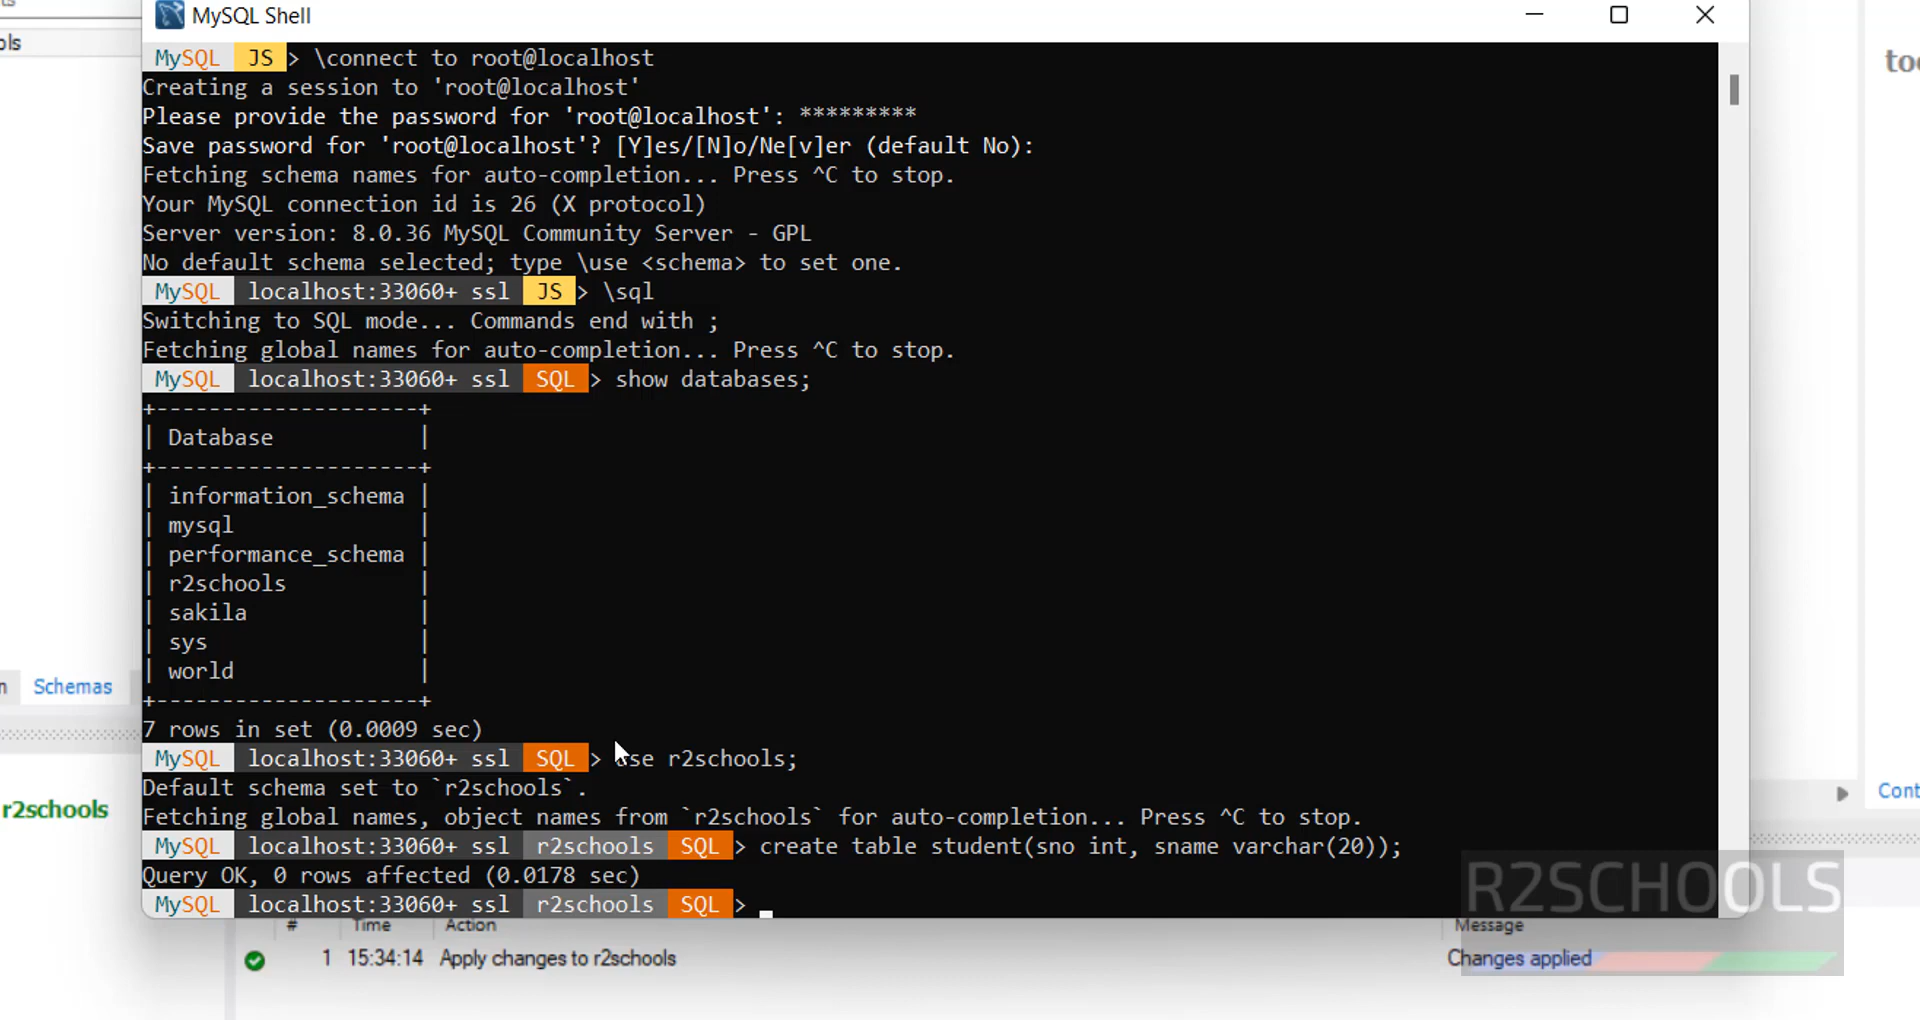 MySQL Shell
ols
too
MySQL JS > \connect to root@localhost
Creating a session to 'root@localhost'
Please provide the password for 'root@localhost': *********
Save password for 'root@localhost'? [Y]es/[N]o/Ne[v]er (default No):
Fetching schema names for auto-completion... Press ^C to stop.
Your MySQL connection id is 26 (X protocol)
Server version: 8.0.36 MySQL Community Server - GPL
No default schema selected; type \use <schema> to set one.
MySQL localhost:33060+ ssl JS > \sql
Switching to SQL mode... Commands end with ;
Fetching global names for auto-completion... Press ^C to stop.
MySQL localhost:33060+ ssl SQL > show databases;
+--------------------+
| Database           |
+--------------------+
| information_schema |
| mysql              |
| performance_schema |
| r2schools          |
| sakila             |
| sys                |
| world              |
+--------------------+
7 rows in set (0.0009 sec)
MySQL localhost:33060+ ssl SQL > use r2schools;
Default schema set to `r2schools`.
Fetching global names, object names from `r2schools` for auto-completion... Press ^C to stop.
MySQL localhost:33060+ ssl r2schools SQL > create table student(sno int, sname varchar(20));
Query OK, 0 rows affected (0.0178 sec)
MySQL localhost:33060+ ssl r2schools SQL >
n Schemas
r2schools
Cont
R2SCHOOLS
# Time Action Message
1 15:34:14 Apply changes to r2schools Changes applied